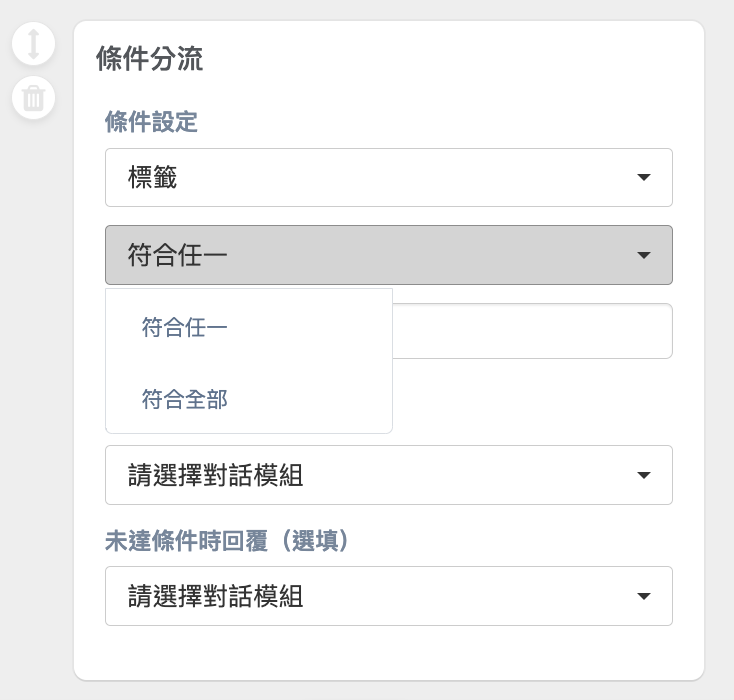 條件分流
條件設定
標籤
符合任一
符合任一
符合全部
請選擇對話模組
未達條件時回覆（選填）
請選擇對話模組